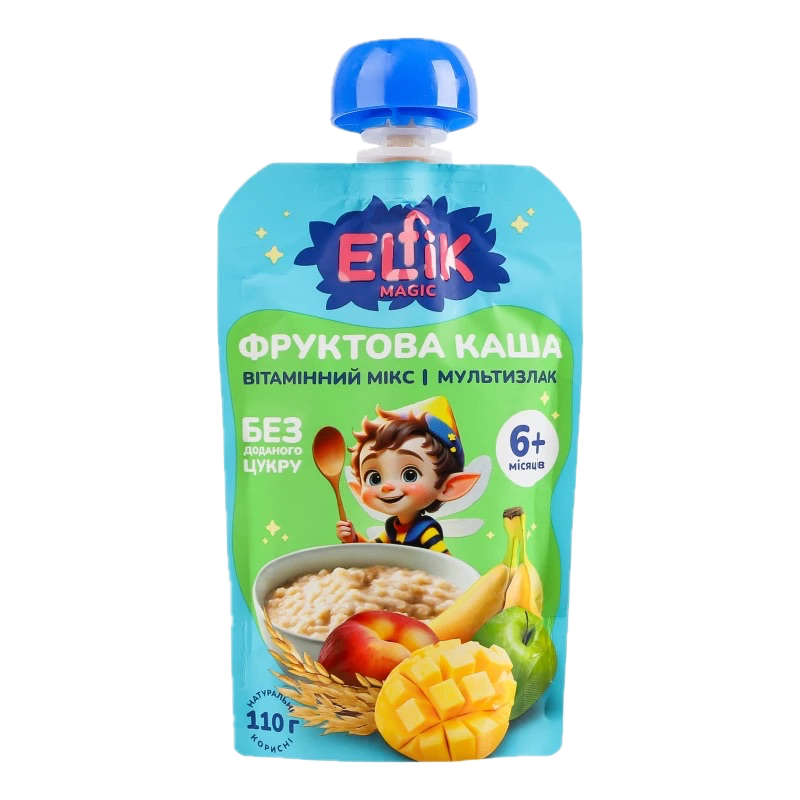 ELfiK
MAGIC
ФРУКТОВА КАША
ВІТАМІННИЙ МІКС | МУЛЬТИЗЛАК
БЕЗ
ДОДАНОГО
ЦУКРУ
6+
місяців
НАТУРАЛЬНІ
110 г
КОРИСНІ